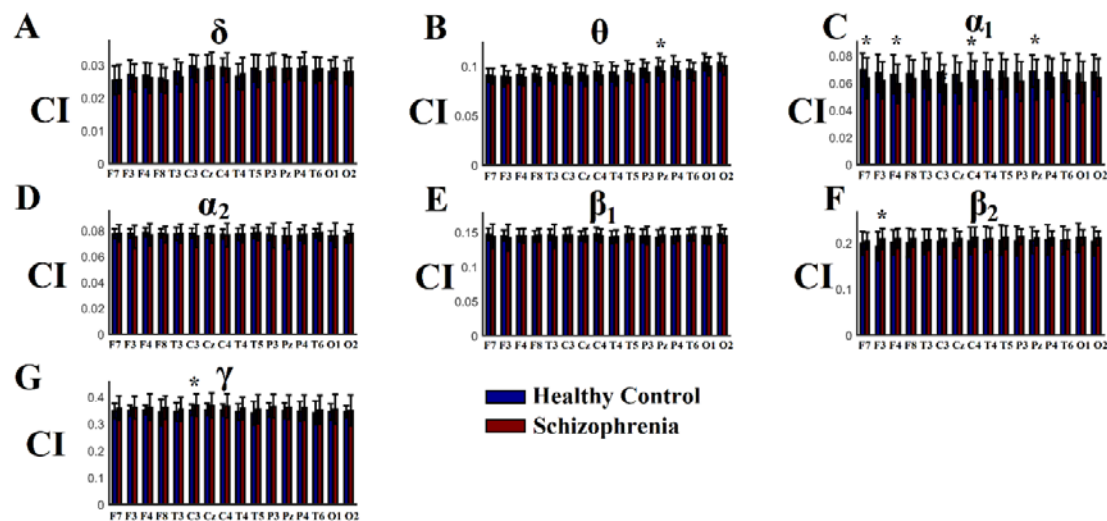 A δ
CI
0.03
0.02
0.01
0
F7 F3 F4 F8 T3 C3 Cz C4 T4 T5 P3 Pz P4 T6 O1 O2
B θ
CI
0.1
0.05
0
*
F7 F3 F4 F8 T3 C3 Cz C4 T4 T5 P3 Pz P4 T6 O1 O2
C α1
CI
0.08
0.06
0.04
0.02
0
* * * *
F7 F3 F4 F8 T3 C3 Cz C4 T4 T5 P3 Pz P4 T6 O1 O2
D α2
CI
0.08
0.06
0.04
0.02
0
F7 F3 F4 F8 T3 C3 Cz C4 T4 T5 P3 Pz P4 T6 O1 O2
E β1
CI
0.15
0.1
0.05
0
F7 F3 F4 F8 T3 C3 Cz C4 T4 T5 P3 Pz P4 T6 O1 O2
F β2
CI
0.2
0.1
0
*
F7 F3 F4 F8 T3 C3 Cz C4 T4 T5 P3 Pz P4 T6 O1 O2
G γ
CI
0.4
0.3
0.2
0.1
0
*
F7 F3 F4 F8 T3 C3 Cz C4 T4 T5 P3 Pz P4 T6 O1 O2
Healthy Control
Schizophrenia